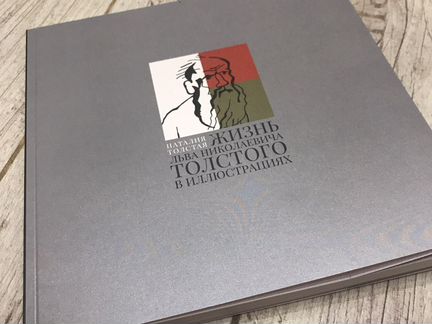 НАТАЛИЯ
ТОЛСТАЯ
ЖИЗНЬ
ЛЬВА НИКОЛАЕВИЧА
ТОЛСТОГО
В ИЛЛЮСТРАЦИЯХ